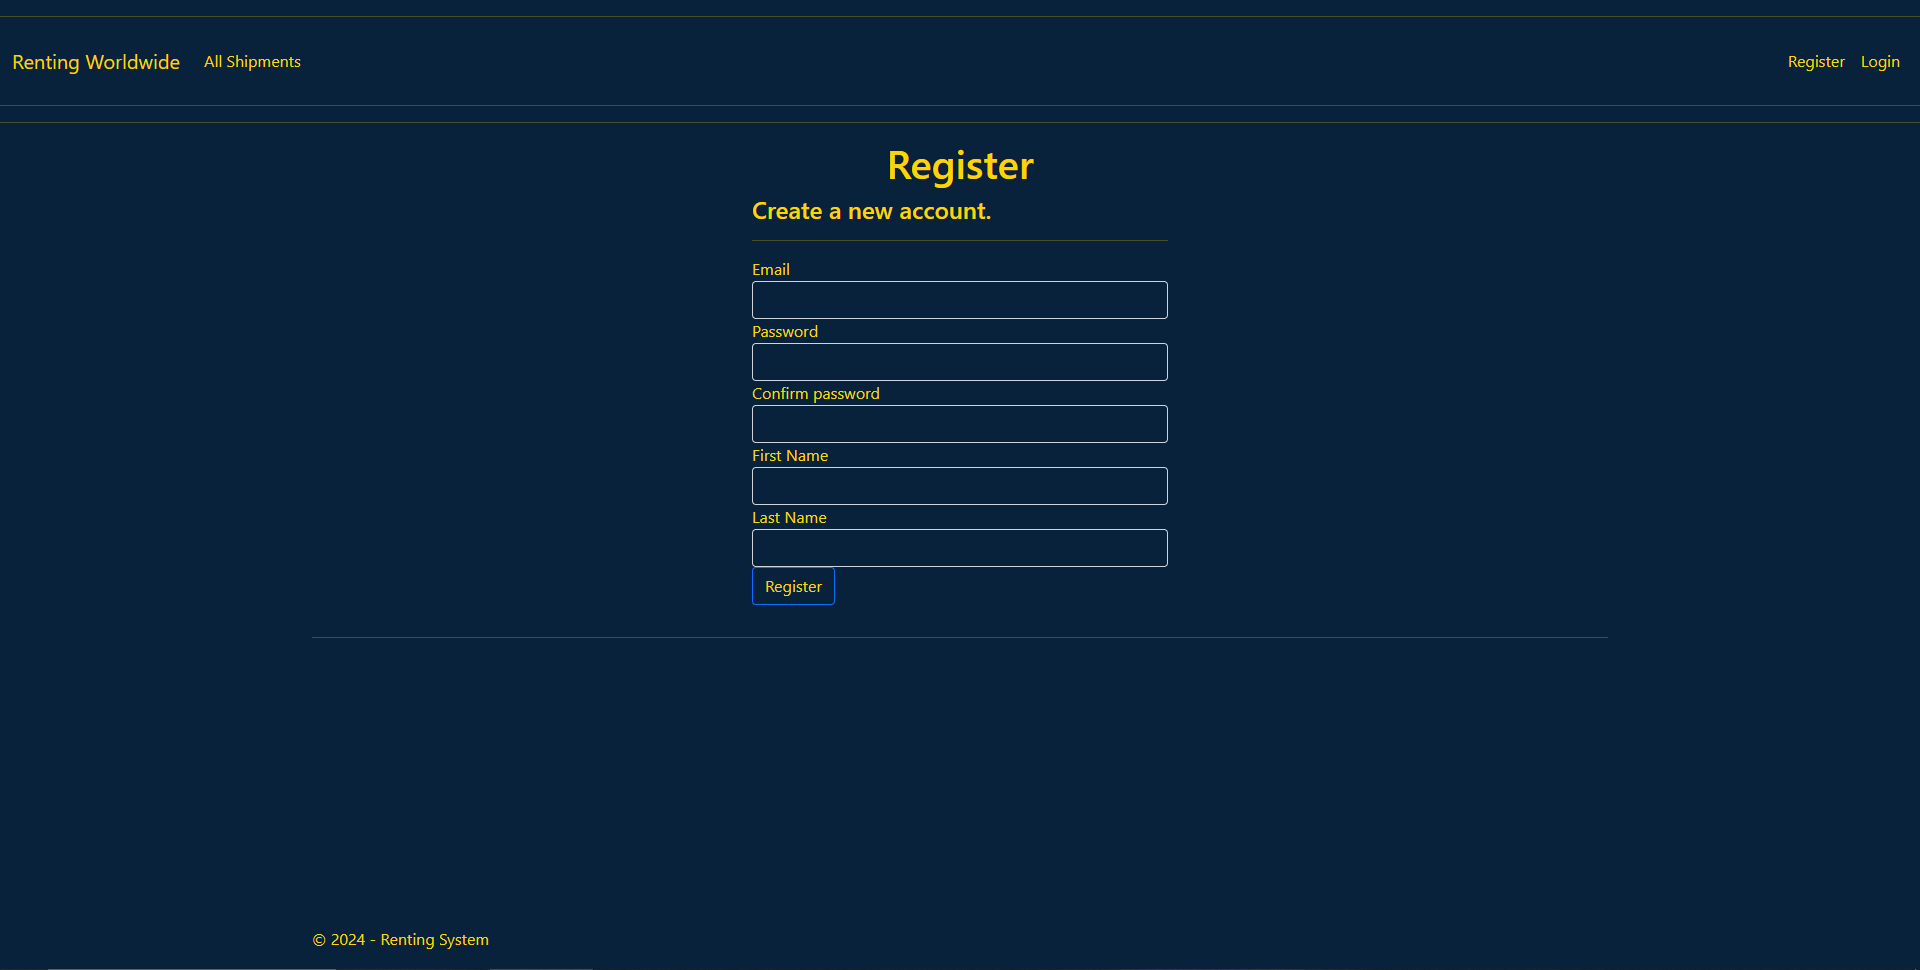 Renting Worldwide All Shipments Register Login
Register
Create a new account.
Email
Password
Confirm password
First Name
Last Name
Register
© 2024 - Renting System